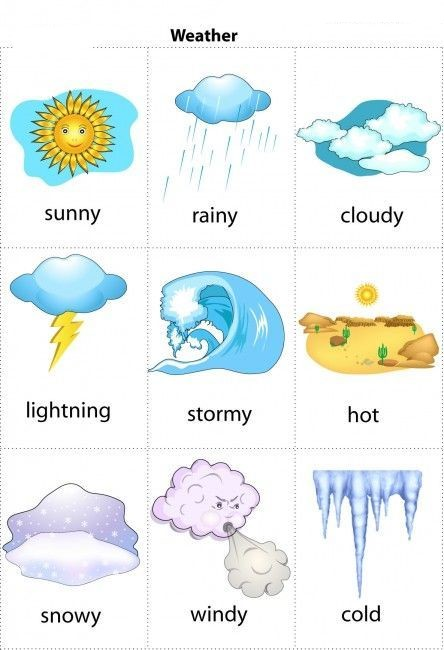 Weather
sunny
rainy
cloudy
lightning
stormy
hot
snowy
windy
cold